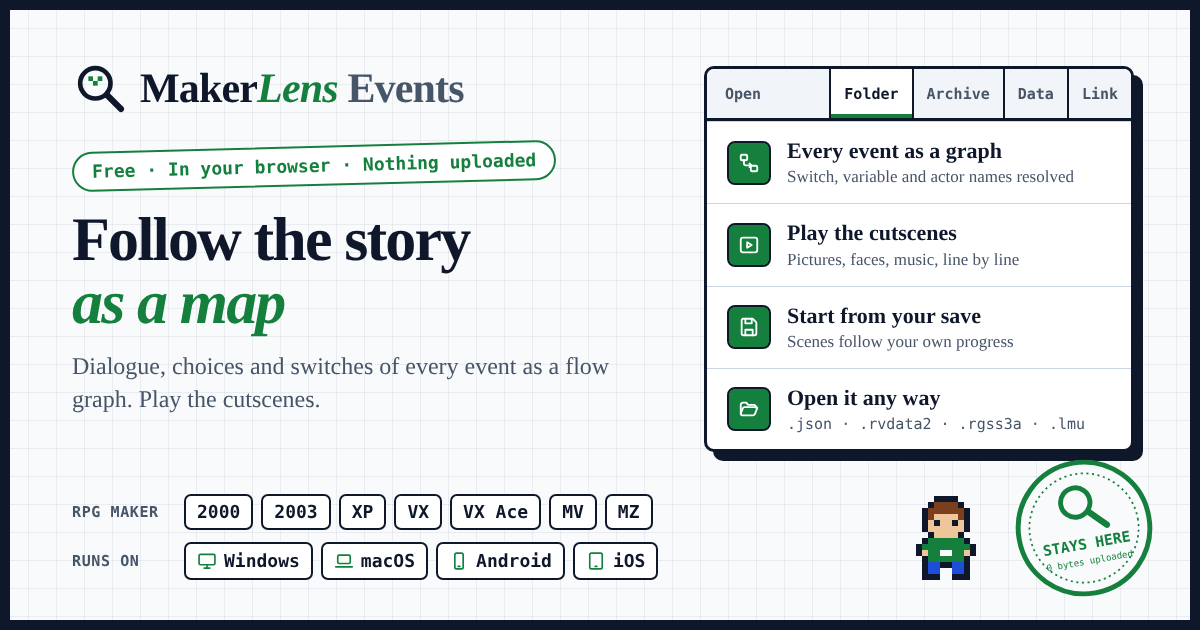 MakerLens Events
Free · In your browser · Nothing uploaded
Follow the story
as a map
Dialogue, choices and switches of every event as a flow
graph. Play the cutscenes.
RPG MAKER 2000 2003 XP VX VX Ace MV MZ
RUNS ON Windows macOS Android iOS
Open Folder Archive Data Link
Every event as a graph
Switch, variable and actor names resolved
Play the cutscenes
Pictures, faces, music, line by line
Start from your save
Scenes follow your own progress
Open it any way
.json · .rvdata2 · .rgss3a · .lmu
STAYS HERE
0 bytes uploaded